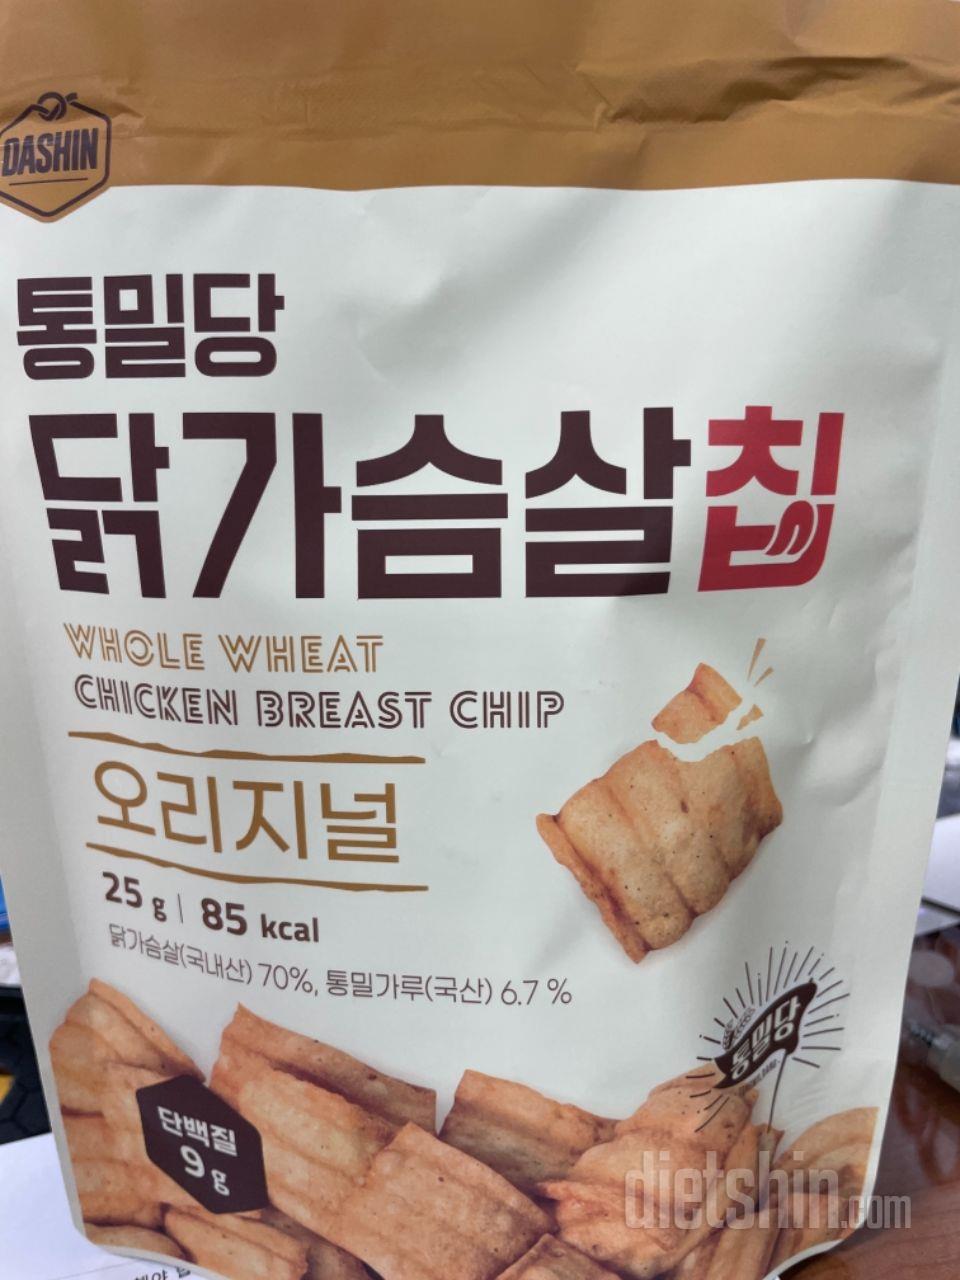 DASHIN
통밀당
닭가슴살칩
WHOLE WHEAT
CHICKEN BREAST CHIP
오리지널
25 g | 85 kcal
닭가슴살(국내산) 70%, 통밀가루(국산) 6.7 %
통밀당
단백질
9 g
dietshin.com